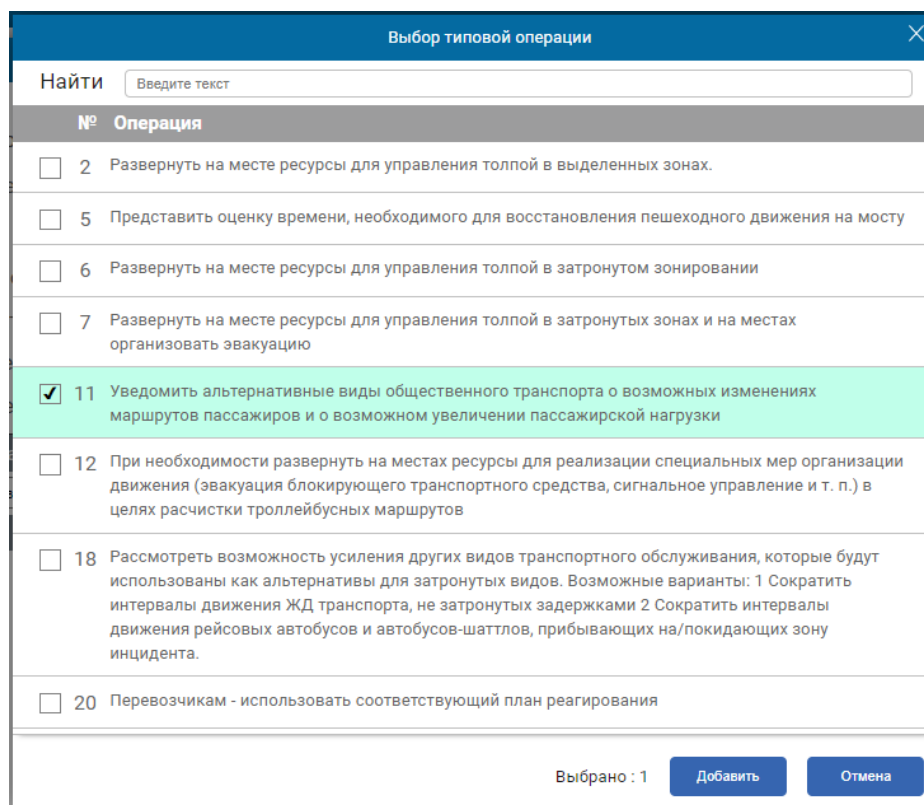 Выбор типовой операции
Найти Введите текст
№ Операция
2 Развернуть на месте ресурсы для управления толпой в выделенных зонах.
5 Представить оценку времени, необходимого для восстановления пешеходного движения на мосту
6 Развернуть на месте ресурсы для управления толпой в затронутом зонировании
7 Развернуть на месте ресурсы для управления толпой в затронутых зонах и на местах
организовать эвакуацию
11 Уведомить альтернативные виды общественного транспорта о возможных изменениях
маршрутов пассажиров и о возможном увеличении пассажирской нагрузки
12 При необходимости развернуть на местах ресурсы для реализации специальных мер организации
движения (эвакуация блокирующего транспортного средства, сигнальное управление и т. п.) в
целях расчистки троллейбусных маршрутов
18 Рассмотреть возможность усиления других видов транспортного обслуживания, которые будут
использованы как альтернативы для затронутых видов. Возможные варианты: 1 Сократить
интервалы движения ЖД транспорта, не затронутых задержками 2 Сократить интервалы
движения рейсовых автобусов и автобусов-шаттлов, прибывающих на/покидающих зону
инцидента.
20 Перевозчикам - использовать соответствующий план реагирования
Выбрано : 1 Добавить Отмена